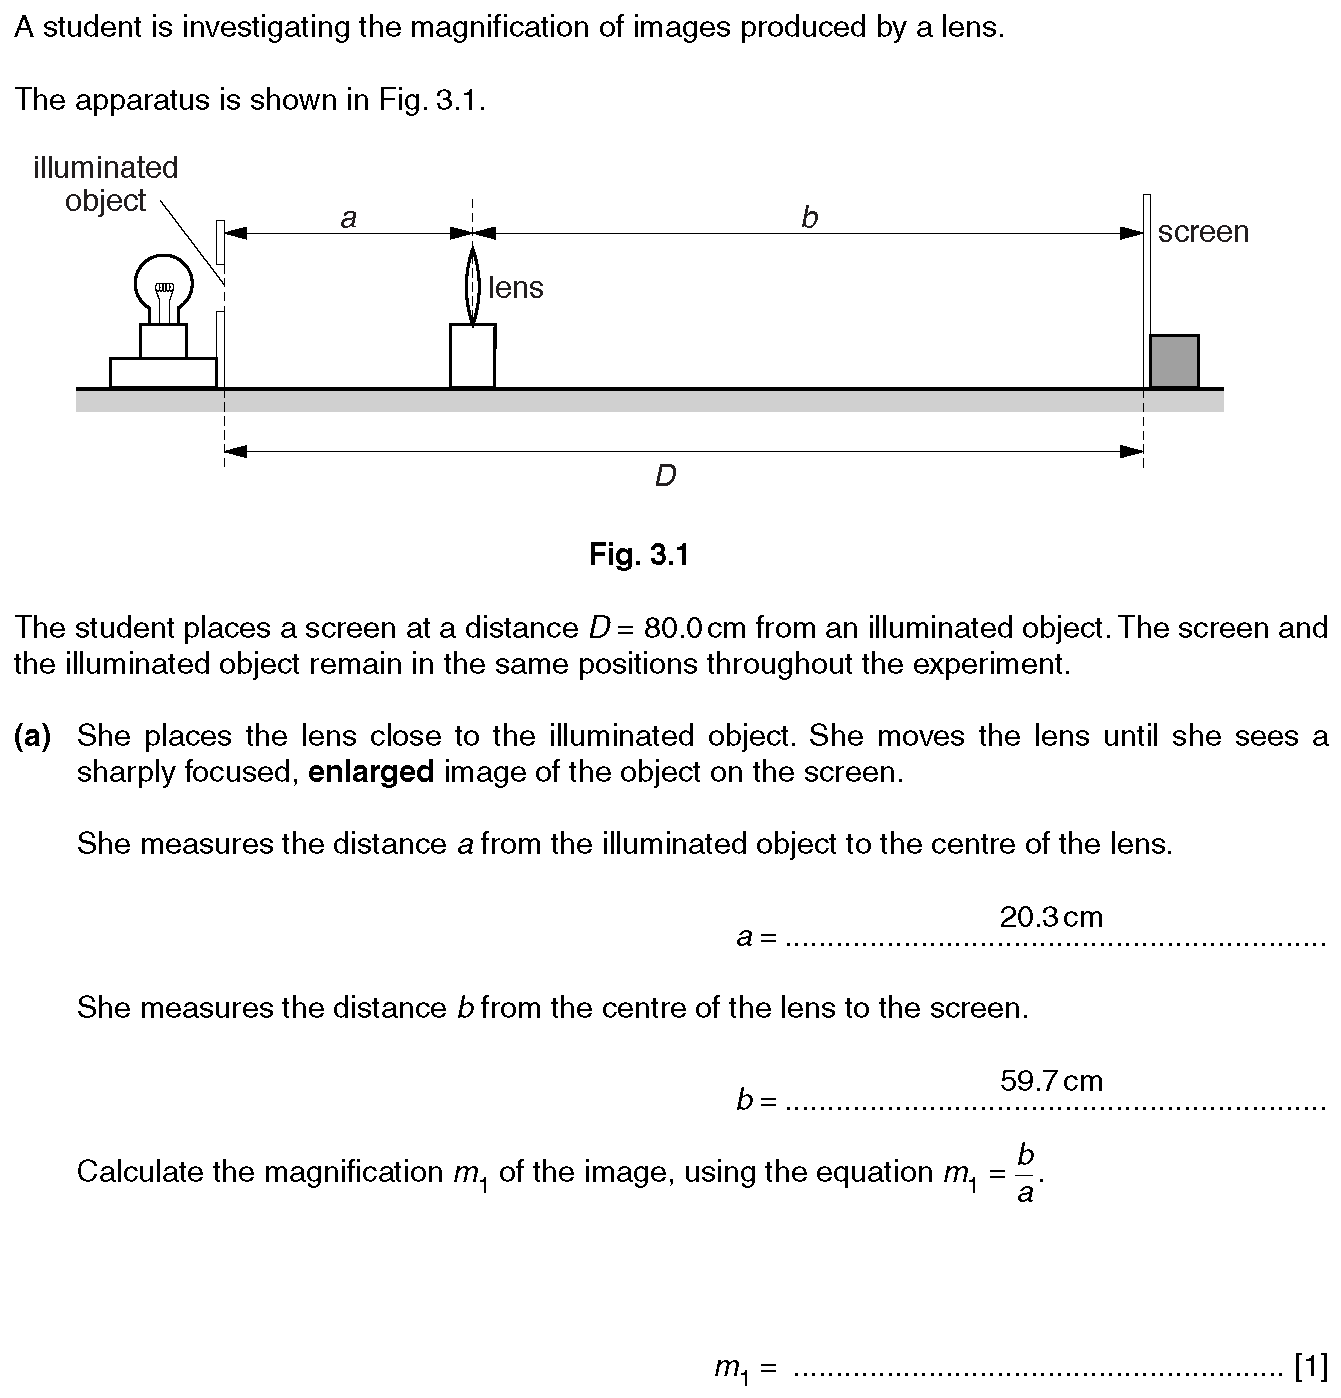 A student is investigating the magnification of images produced by a lens.
The apparatus is shown in Fig. 3.1.
illuminated
object
a
b
screen
lens
D
Fig. 3.1
The student places a screen at a distance D = 80.0 cm from an illuminated object. The screen and
the illuminated object remain in the same positions throughout the experiment.
(a) She places the lens close to the illuminated object. She moves the lens until she sees a
sharply focused, enlarged image of the object on the screen.
She measures the distance a from the illuminated object to the centre of the lens.
a = 20.3 cm
She measures the distance b from the centre of the lens to the screen.
b = 59.7 cm
Calculate the magnification m₁ of the image, using the equation m₁ = b/a.
m₁ = ........................................................ [1]